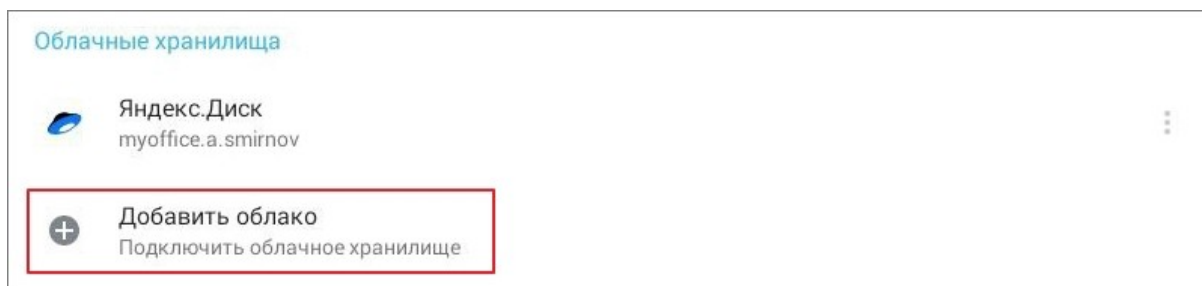 Облачные хранилища
Яндекс.Диск
myoffice.a.smirnov
Добавить облако
Подключить облачное хранилище